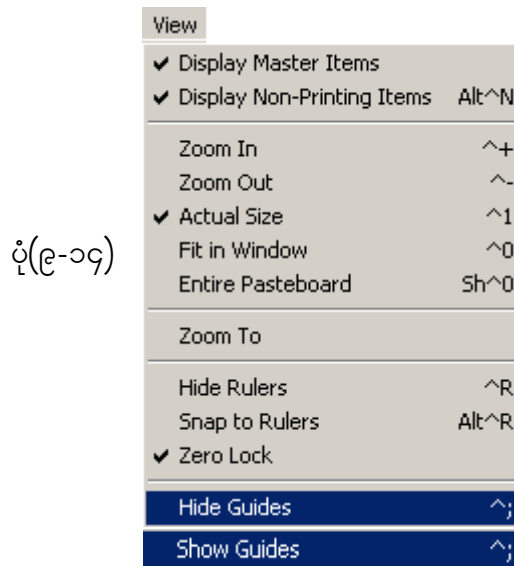 View
✔ Display Master Items
✔ Display Non-Printing Items Alt^N
Zoom In ^+
Zoom Out ^-
✔ Actual Size ^1
Fit in Window ^0
Entire Pasteboard Sh^0
ပုံ(၉-၁၄)
Zoom To
Hide Rulers ^R
Snap to Rulers Alt^R
✔ Zero Lock
Hide Guides ^;
Show Guides ^;